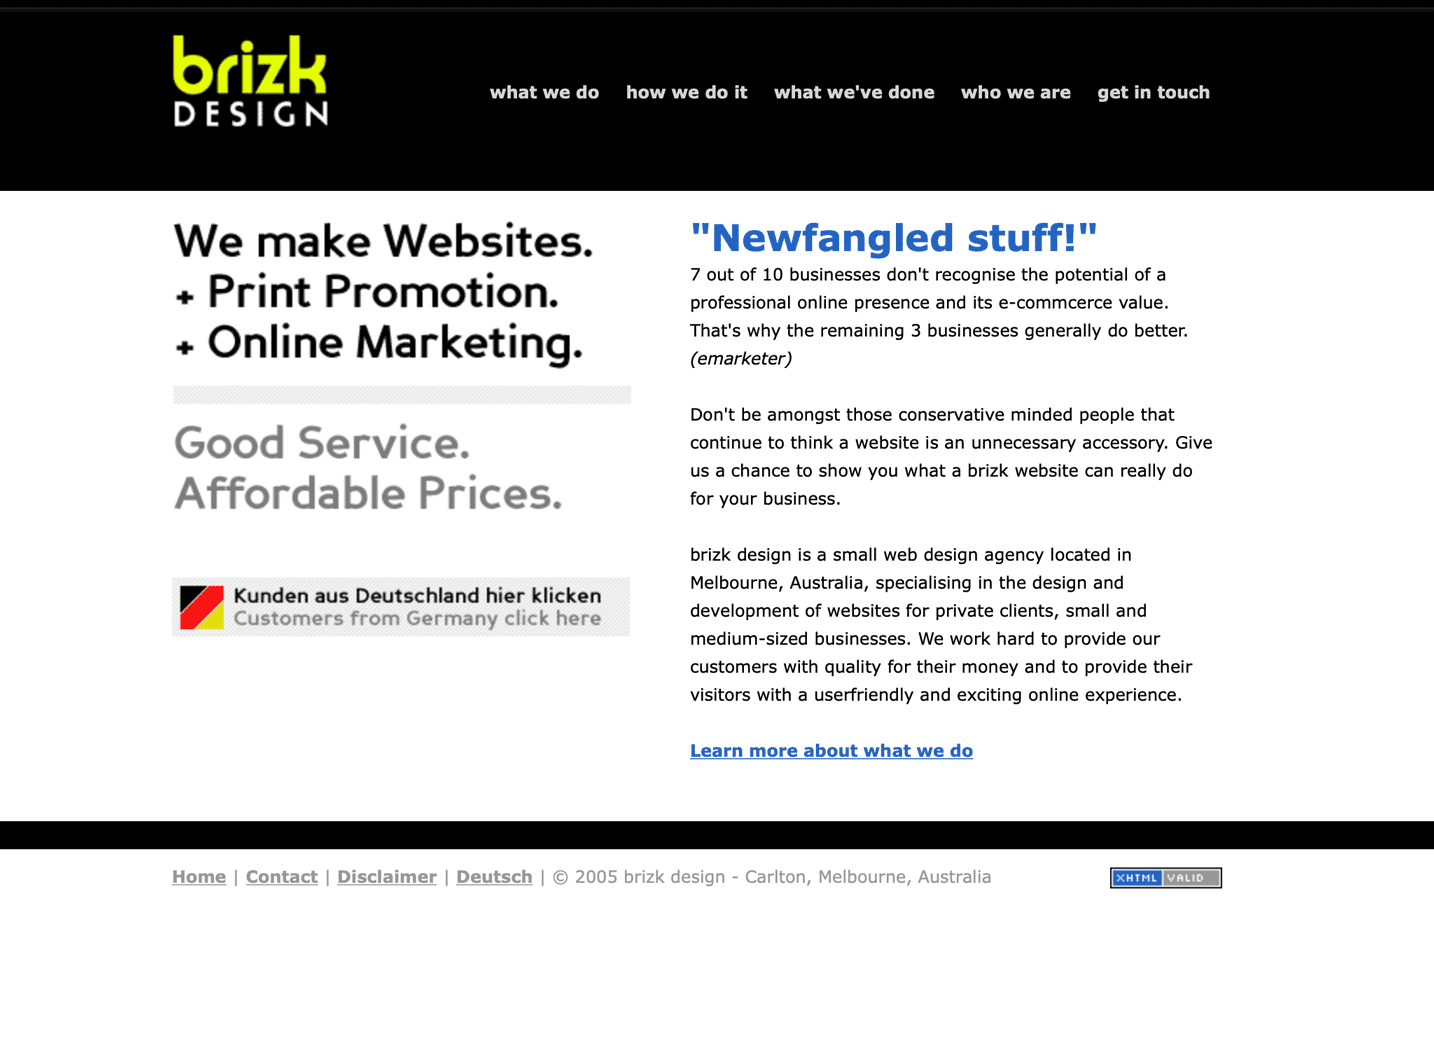 brizk
DESIGN
what we do how we do it what we've done who we are get in touch
We make Websites.
+ Print Promotion.
+ Online Marketing.
Good Service.
Affordable Prices.
Kunden aus Deutschland hier klicken
Customers from Germany click here
"Newfangled stuff!"
7 out of 10 businesses don't recognise the potential of a
professional online presence and its e-commcerce value.
That's why the remaining 3 businesses generally do better.
(emarketer)
Don't be amongst those conservative minded people that
continue to think a website is an unnecessary accessory. Give
us a chance to show you what a brizk website can really do
for your business.
brizk design is a small web design agency located in
Melbourne, Australia, specialising in the design and
development of websites for private clients, small and
medium-sized businesses. We work hard to provide our
customers with quality for their money and to provide their
visitors with a userfriendly and exciting online experience.
Learn more about what we do
Home | Contact | Disclaimer | Deutsch | © 2005 brizk design - Carlton, Melbourne, Australia
XHTML VALID